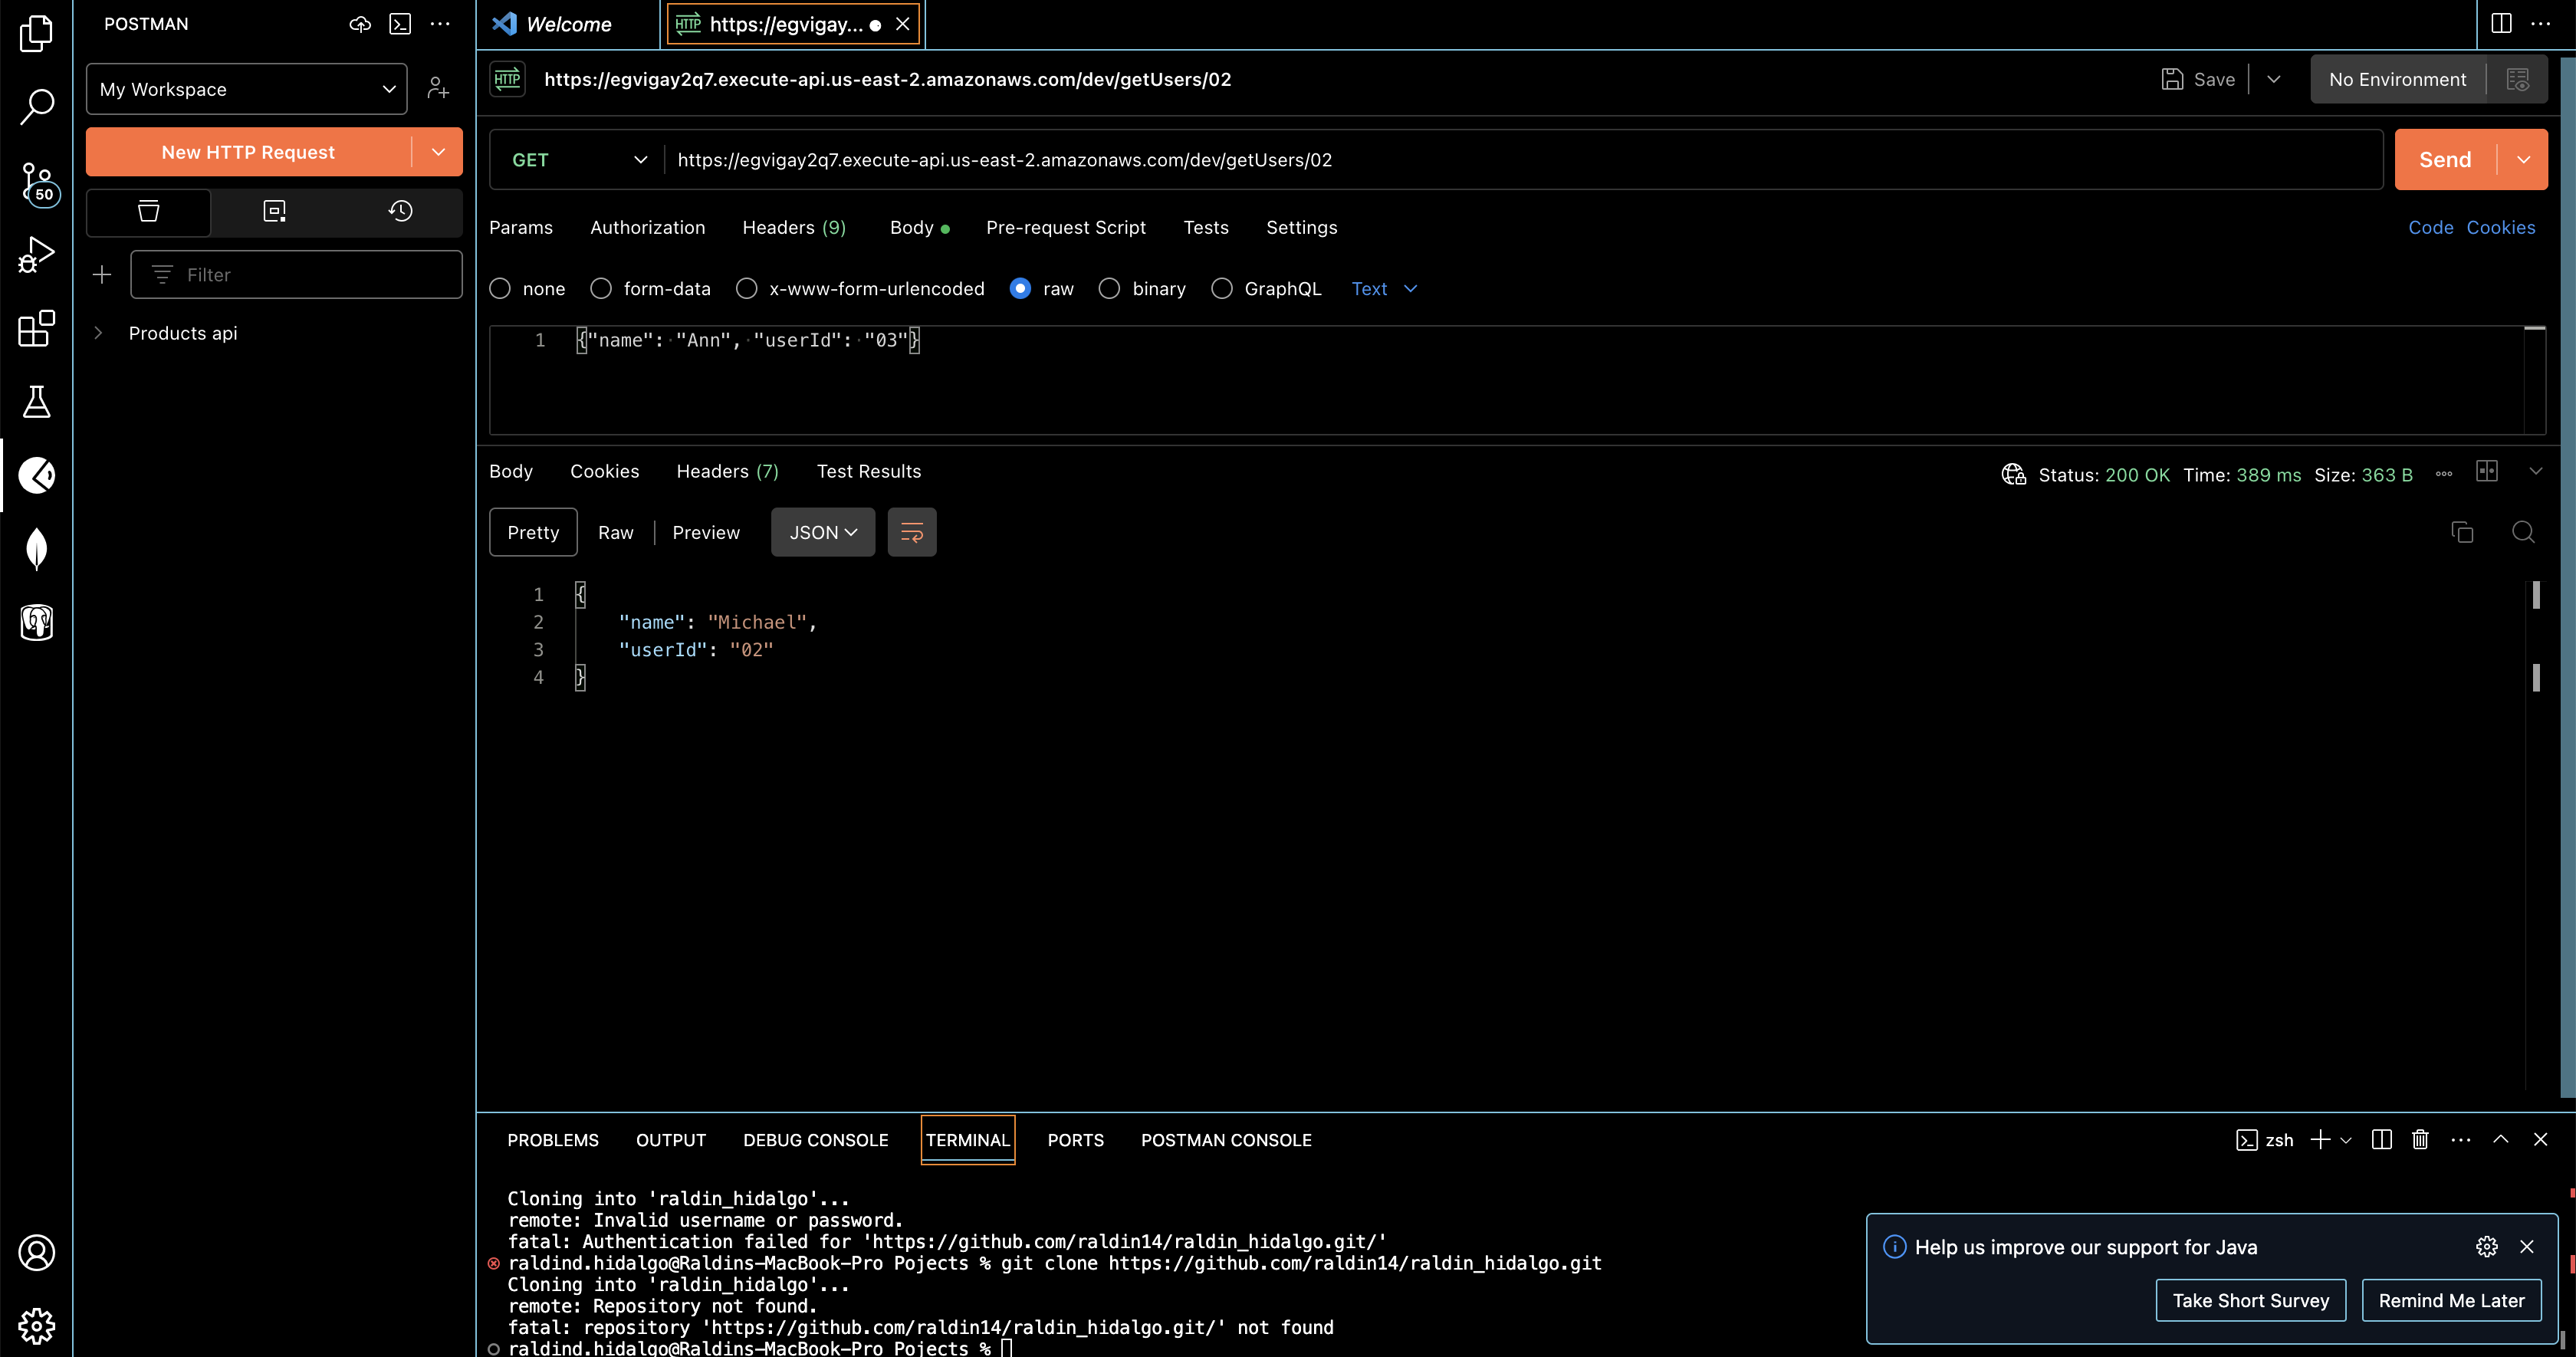 POSTMAN
Welcome
HTTP https://egvigay...
My Workspace
HTTP https://egvigay2q7.execute-api.us-east-2.amazonaws.com/dev/getUsers/02
Save
No Environment
New HTTP Request
GET
https://egvigay2q7.execute-api.us-east-2.amazonaws.com/dev/getUsers/02
Send
50
Params Authorization Headers (9) Body Pre-request Script Tests Settings
Code Cookies
Filter
none form-data x-www-form-urlencoded raw binary GraphQL Text
Products api
1 {"name": "Ann", "userId": "03"}
Body Cookies Headers (7) Test Results
Status: 200 OK Time: 389 ms Size: 363 B
Pretty Raw Preview JSON
1 {
2 "name": "Michael",
3 "userId": "02"
4 }
PROBLEMS OUTPUT DEBUG CONSOLE TERMINAL PORTS POSTMAN CONSOLE
zsh
Cloning into 'raldin_hidalgo'...
remote: Invalid username or password.
fatal: Authentication failed for 'https://github.com/raldin14/raldin_hidalgo.git/'
raldind.hidalgo@Raldins-MacBook-Pro Pojects % git clone https://github.com/raldin14/raldin_hidalgo.git
Cloning into 'raldin_hidalgo'...
remote: Repository not found.
fatal: repository 'https://github.com/raldin14/raldin_hidalgo.git/' not found
raldind.hidalgo@Raldins-MacBook-Pro Pojects %
Help us improve our support for Java
Take Short Survey
Remind Me Later